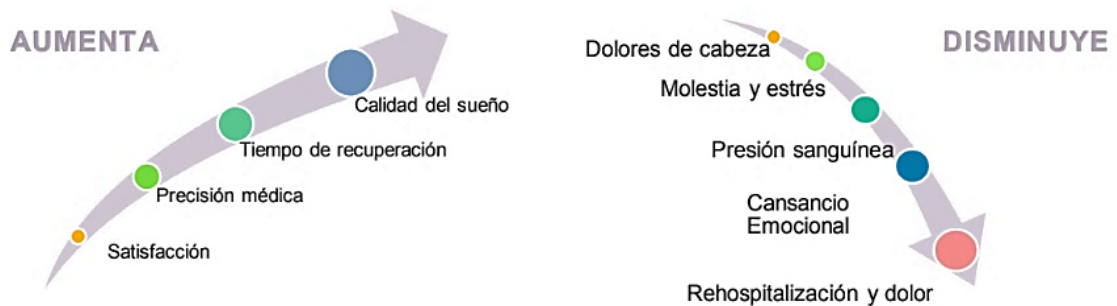 AUMENTA
Calidad del sueño
Tiempo de recuperación
Precisión médica
Satisfacción
DISMINUYE
Dolores de cabeza
Molestia y estrés
Presión sanguínea
Cansancio
Emocional
Rehospitalización y dolor